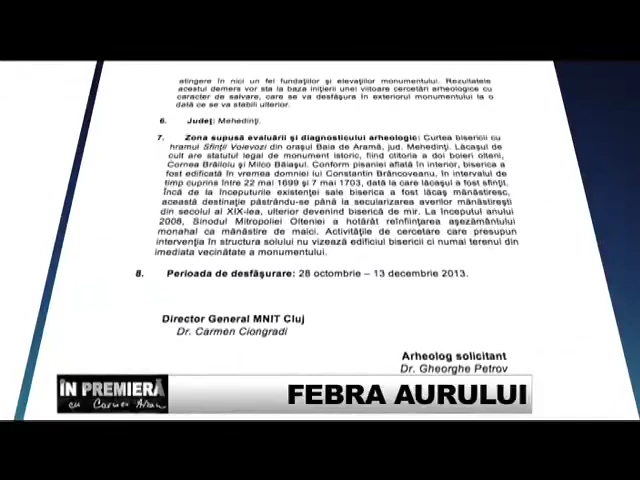 atingere în nici un fel fundațiilor și elevațiilor monumentului. Rezultatele
acestui demers vor sta la baza inițierii unei viitoare cercetări arheologice cu
caracter de salvare, care se va desfășura în exteriorul monumentului la o
dată ce se va stabili ulterior.
6. Județ: Mehedinți.
7. Zona supusă evaluării și diagnosticului arheologic: Curtea bisericii cu
hramul Sfinții Voievozi din orașul Baia de Aramă, jud. Mehedinți. Lăcașul de
cult are statutul legal de monument istoric, fiind ctitoria a doi boieri olteni,
Cornea Brăiloiu și Milco Băiașul. Conform pisaniei aflată în interior, biserica a
fost edificată în vremea domniei lui Constantin Brâncoveanu, în intervalul de
timp cuprins între 22 mai 1699 și 7 mai 1703, dată la care lăcașul a fost sfințit.
Încă de la începuturile existenței sale biserica a fost lăcaș mănăstiresc,
această destinație păstrându-se până la secularizarea averilor mănăstirești
din secolul al XIX-lea, ulterior devenind biserică de mir. La începutul anului
2008, Sinodul Mitropoliei Olteniei a hotărât reînființarea așezământului
monahal ca mănăstire de maici. Activitățile de cercetare care presupun
intervenția în structura solului nu vizează edificiul bisericii ci numai terenul din
imediata vecinătate a monumentului.
8. Perioada de desfășurare: 28 octombrie – 13 decembrie 2013.
Director General MNIT Cluj
Dr. Carmen Ciongradi
Arheolog solicitant
Dr. Gheorghe Petrov
ÎN PREMIERĂ
cu Carmen Avram
FEBRA AURULUI